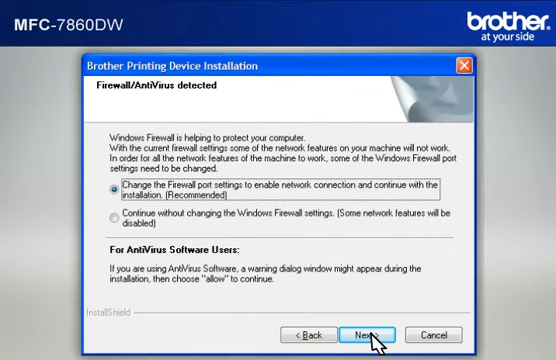 MFC-7860DW
brother
at your side
Brother Printing Device Installation
Firewall/AntiVirus detected
Windows Firewall is helping to protect your computer.
With the current firewall settings some of the network features on your machine will not work.
In order for all the network features of the machine to work, some of the Windows Firewall port
settings need to be changed.
Change the Firewall port settings to enable network connection and continue with the
installation. (Recommended)
Continue without changing the Windows Firewall settings. (Some network features will be
disabled)
For AntiVirus Software Users:
If you are using AntiVirus Software, a warning dialog window might appear during the
installation, then choose "allow" to continue.
InstallShield
< Back
Next >
Cancel